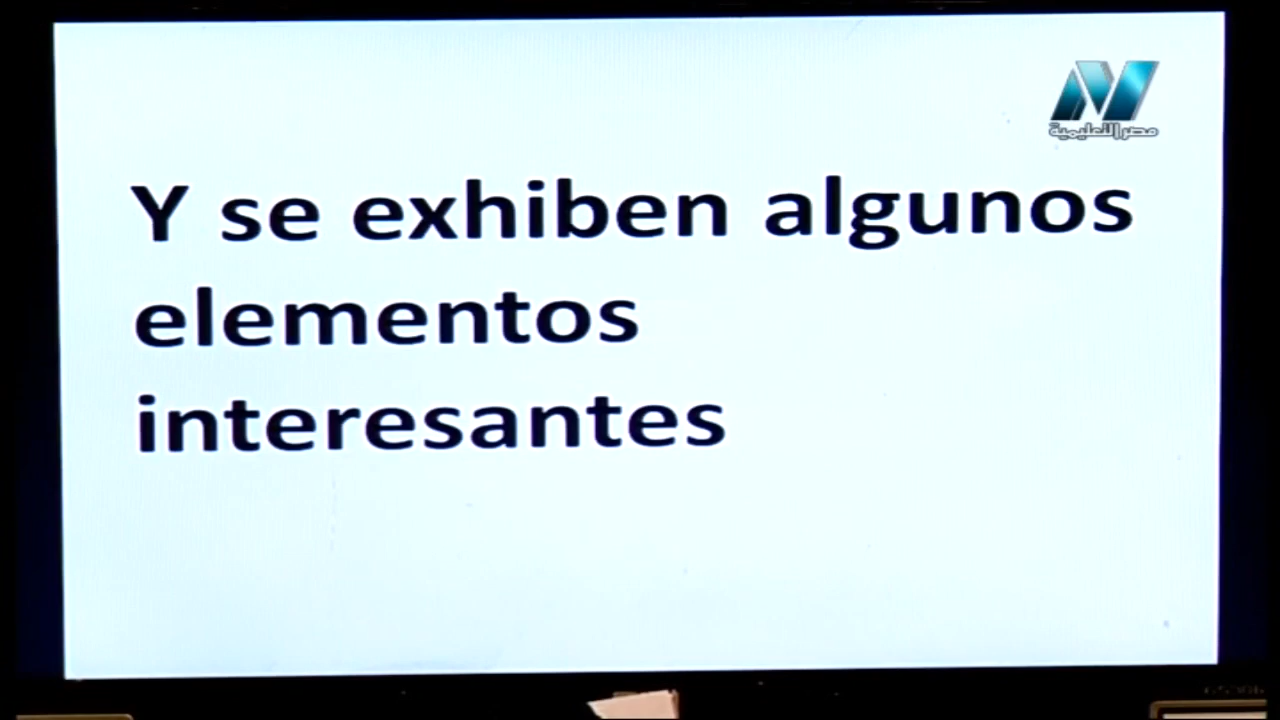 مصر التعليمية
Y se exhiben algunos
elementos
interesantes